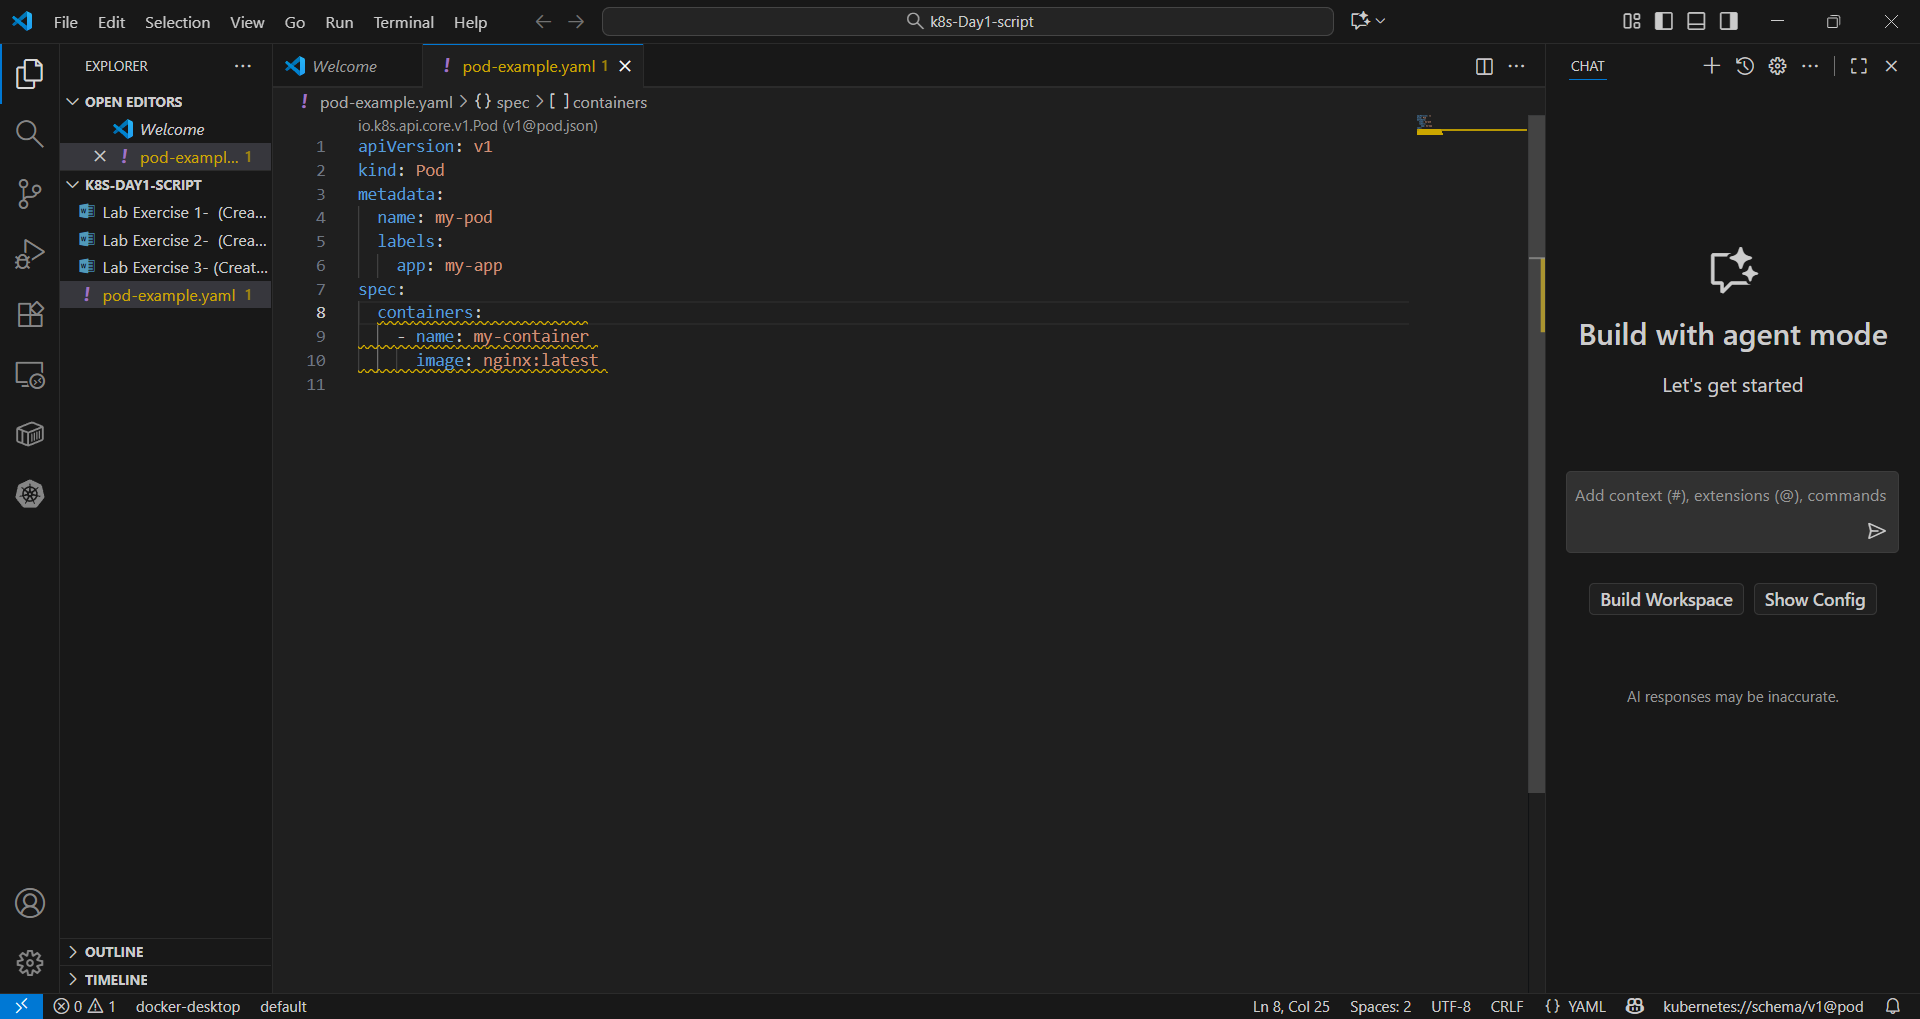 File Edit Selection View Go Run Terminal Help
k8s-Day1-script
EXPLORER
OPEN EDITORS
Welcome
pod-exampl... 1
K8S-DAY1-SCRIPT
Lab Exercise 1- (Crea...
Lab Exercise 2- (Crea...
Lab Exercise 3- (Creat...
pod-example.yaml 1
OUTLINE
TIMELINE
Welcome
pod-example.yaml 1
pod-example.yaml > {} spec > [ ] containers
io.k8s.api.core.v1.Pod (v1@pod.json)
1 apiVersion: v1
2 kind: Pod
3 metadata:
4 name: my-pod
5 labels:
6 app: my-app
7 spec:
8 containers:
9 - name: my-container
10 image: nginx:latest
11
CHAT
Build with agent mode
Let's get started
Add context (#), extensions (@), commands
Build Workspace Show Config
AI responses may be inaccurate.
0 1 docker-desktop default
Ln 8, Col 25 Spaces: 2 UTF-8 CRLF {} YAML kubernetes://schema/v1@pod